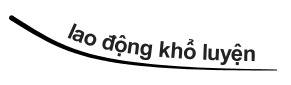 lao động khổ luyện